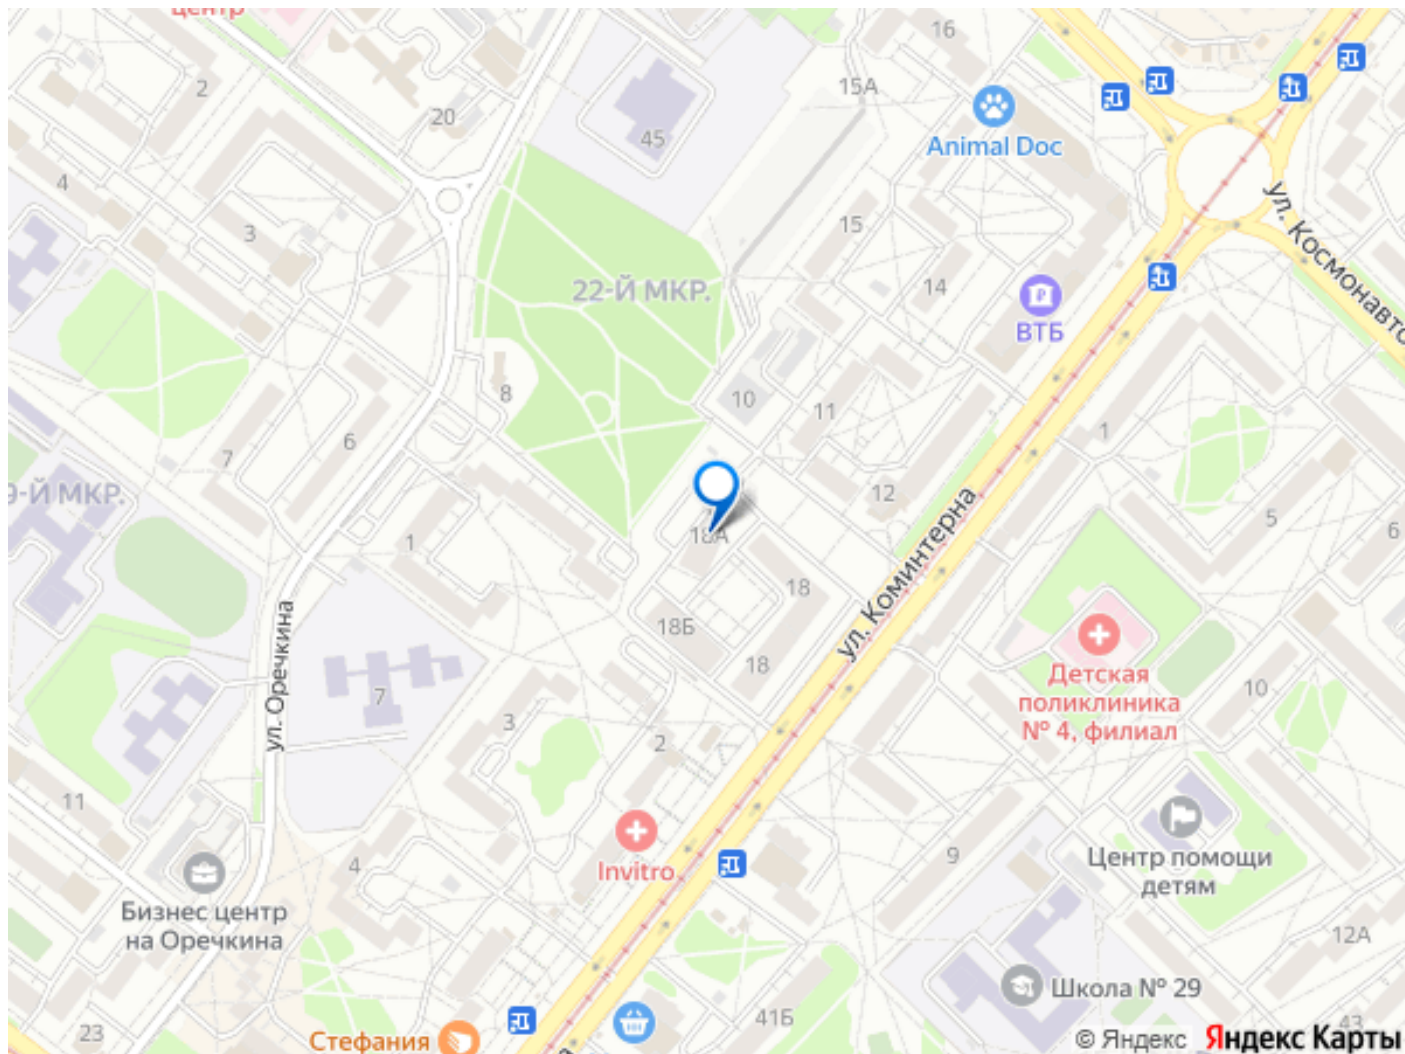 центр
2
20
16
15А
45
Animal Doc
4
3
15
ул. Космонавто
22-Й МКР.
14
ВТБ
8
10
11
7
6
1
12
9-Й МКР.
18А
5
6
1
ул. Коминтерна
18
18Б
18
ул. Оречкина
7
3
2
Детская
поликлиника
№ 4, филиал
10
11
Invitro
4
9
Центр помощи
детям
Бизнес центр
на Оречкина
12А
Школа № 29
23
Стефания
41Б
43
а
© Яндекс Яндекс Карты